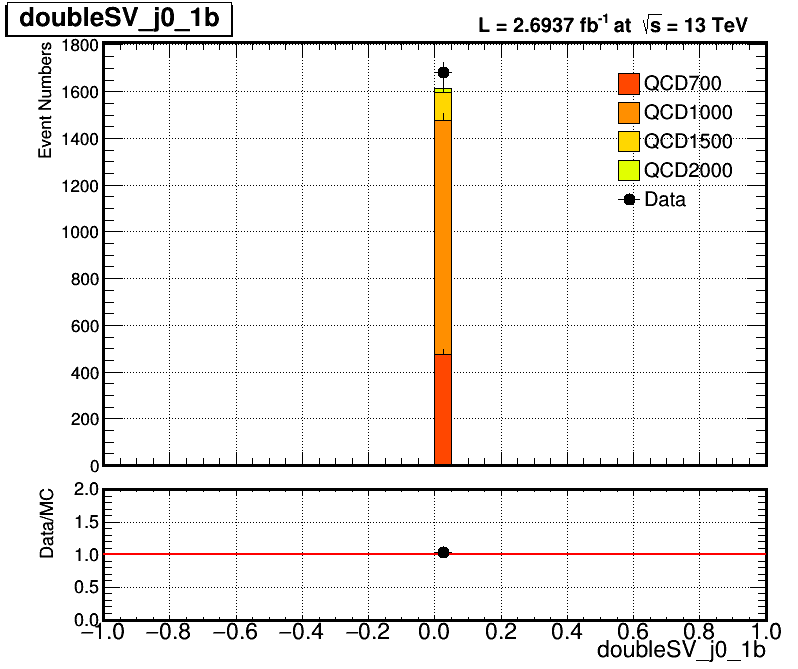 doubleSV_j0_1b
L = 2.6937 fb-1 at √s = 13 TeV
Event Numbers
1800
1600
1400
1200
1000
800
600
400
200
0
QCD700
QCD1000
QCD1500
QCD2000
Data
Data/MC
2.0
1.5
1.0
0.5
0.0
−1.0 −0.8 −0.6 −0.4 −0.2 0.0 0.2 0.4 0.6 0.8 1.0
doubleSV_j0_1b